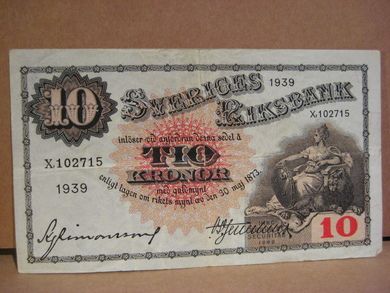 10
SVERIGES
RIKSBANK
1939
X.102715
inlöser vid anfordran denna sedel å
TIO
KRONOR
med guldmynt
enligt lagen om rikets mynt av den 30 maj 1873.
X.102715
1939
10